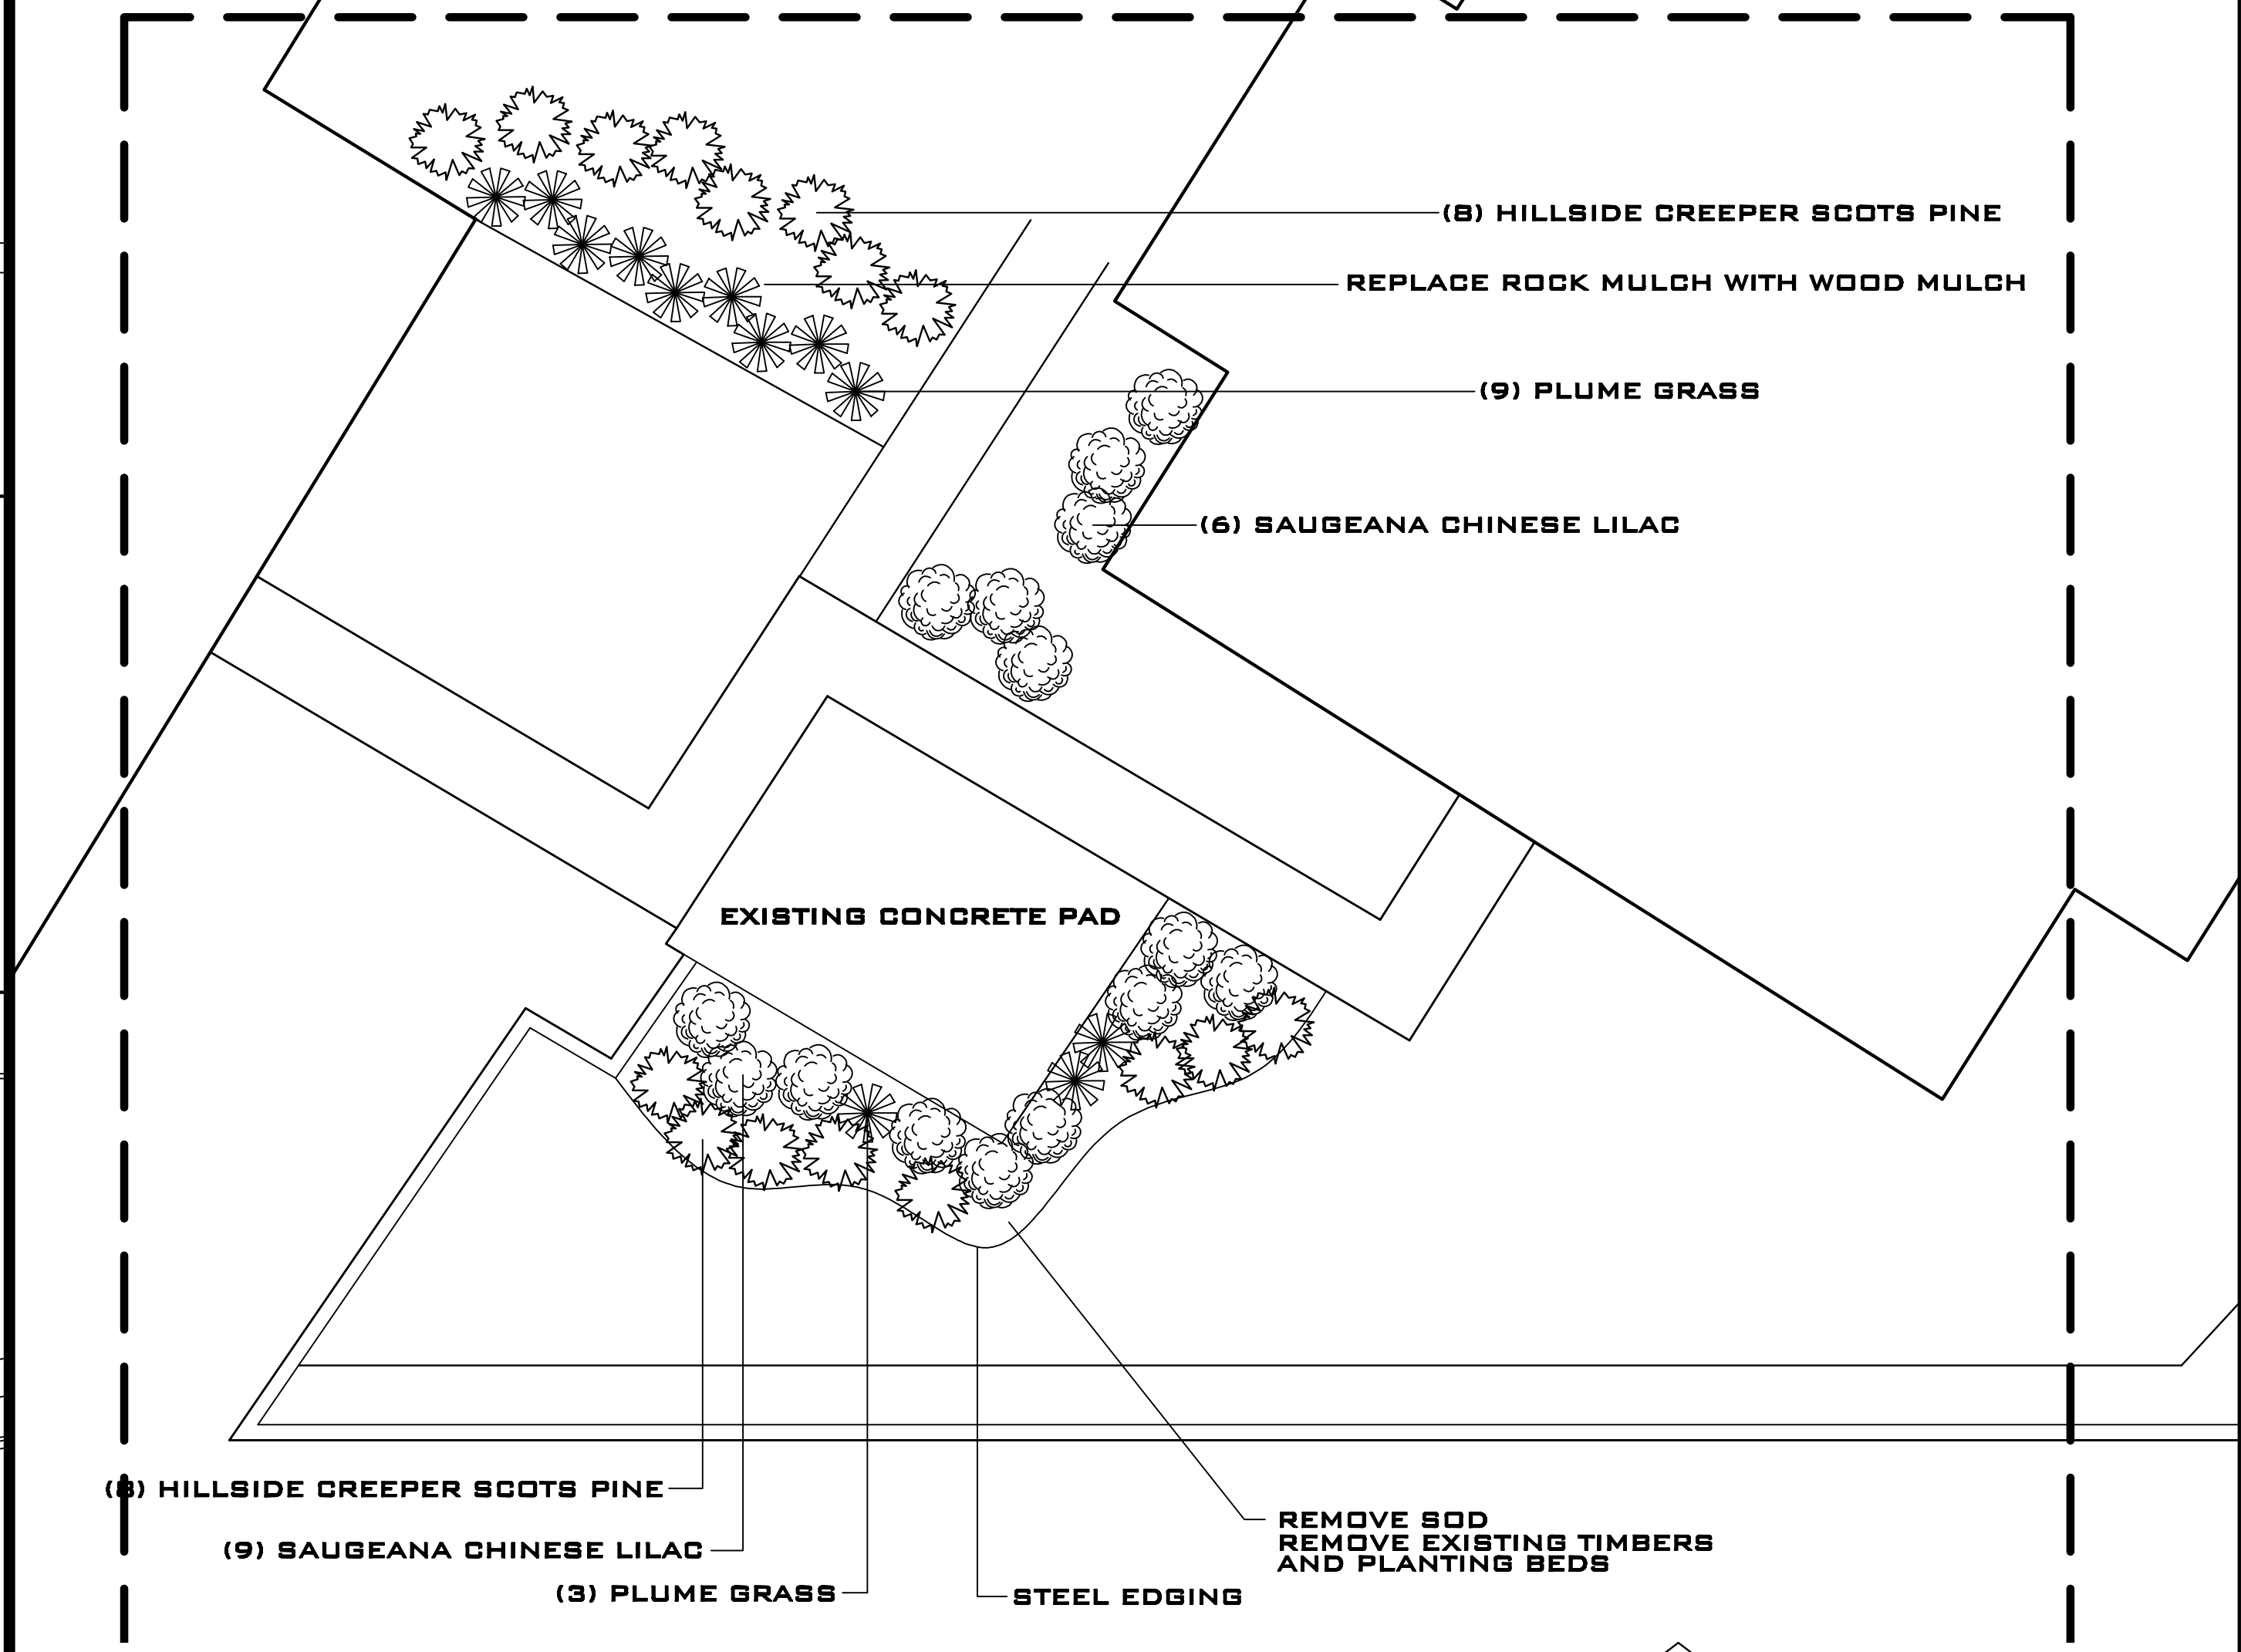 (8) HILLSIDE CREEPER SCOTS PINE
REPLACE ROCK MULCH WITH WOOD MULCH
(9) PLUME GRASS
(6) SAUGEANA CHINESE LILAC
EXISTING CONCRETE PAD
(8) HILLSIDE CREEPER SCOTS PINE
(9) SAUGEANA CHINESE LILAC
(3) PLUME GRASS
STEEL EDGING
REMOVE SOD
REMOVE EXISTING TIMBERS
AND PLANTING BEDS